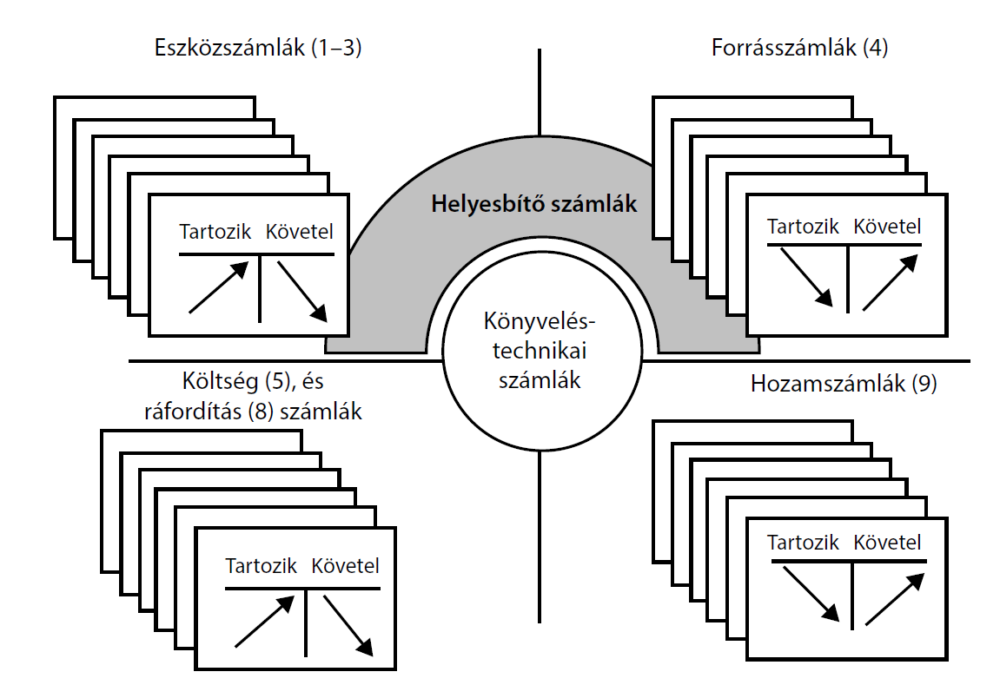 Eszközszámlák (1–3)
Forrásszámlák (4)
Helyesbítő számlák
Tartozik Követel
Tartozik Követel
Könyvelés-
technikai
számlák
Költség (5), és
ráfordítás (8) számlák
Hozamszámlák (9)
Tartozik Követel
Tartozik Követel